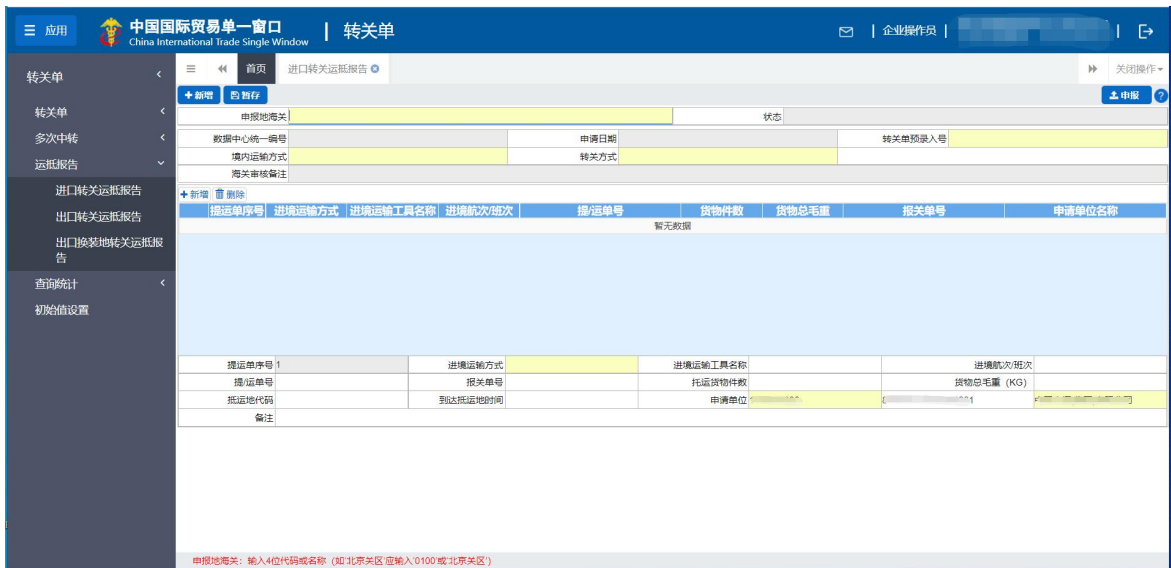 应用 中国国际贸易单一窗口 转关单 企业操作员
China International Trade Single Window
转关单 首页 进口转关运抵报告 关闭操作
新增 暂存 申报
申报地海关 状态
转关单 数据中心统一编号 申请日期 转关单预录入号
多次中转 境内运输方式 转关方式
运抵报告 海关审核备注
进口转关运抵报告 新增 删除
出口转关运抵报告 提运单序号 进境运输方式 进境运输工具名称 进境航次/班次 提/运单号 货物件数 货物总毛重 报关单号 申请单位名称
暂无数据
出口换装地转关运抵报
告
查询统计
初始值设置
提运单序号 1 进境运输方式 进境运输工具名称 进境航次/班次
提/运单号 报关单号 托运货物件数 货物总毛重（KG）
抵运地代码 到达抵运地时间 申请单位
备注
申报地海关：输入4位代码或名称（如'北京关区'应输入'0100'或'北京关区'）